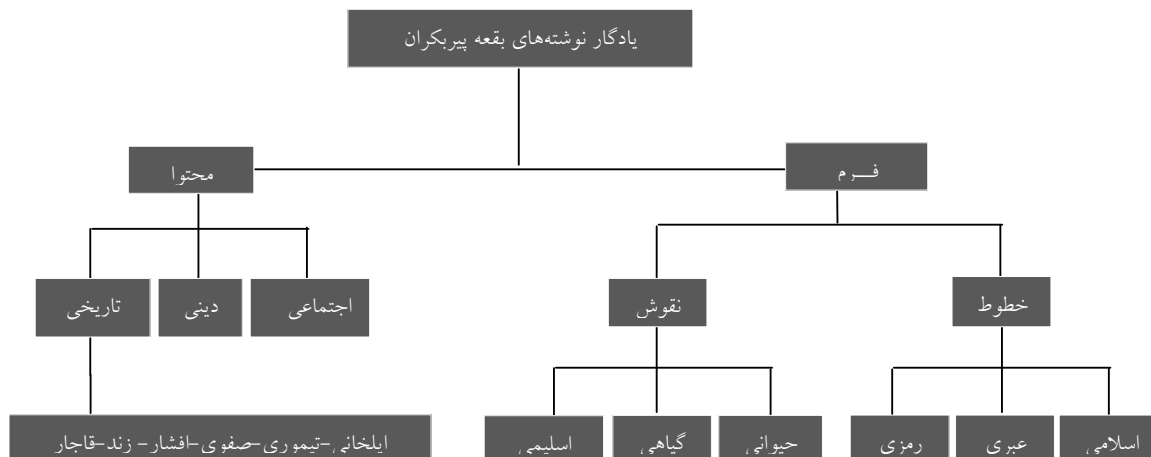 یادگار نوشته‌های بقعه پیربکران
فـــرم
محتوا
خطوط
نقوش
اجتماعی
دینی
تاریخی
اسلامی
عبری
رمزی
حیوانی
گیاهی
اسلیمی
ایلخانی-تیموری-صفوی-افشار- زند-قاجار